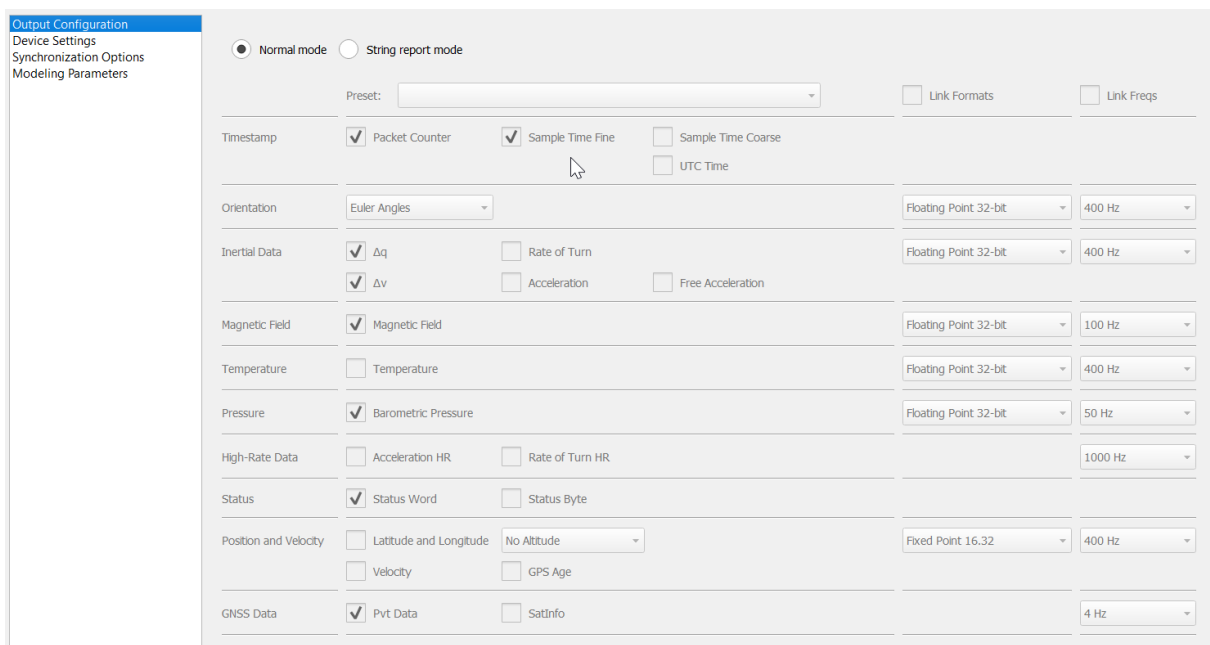 Output Configuration
Device Settings
Synchronization Options
Modeling Parameters
Normal mode String report mode
Preset: Link Formats Link Freqs
Timestamp Packet Counter Sample Time Fine Sample Time Coarse
UTC Time
Orientation Euler Angles Floating Point 32-bit 400 Hz
Inertial Data Δq Rate of Turn Floating Point 32-bit 400 Hz
Δv Acceleration Free Acceleration
Magnetic Field Magnetic Field Floating Point 32-bit 100 Hz
Temperature Temperature Floating Point 32-bit 400 Hz
Pressure Barometric Pressure Floating Point 32-bit 50 Hz
High-Rate Data Acceleration HR Rate of Turn HR 1000 Hz
Status Status Word Status Byte
Position and Velocity Latitude and Longitude No Altitude Fixed Point 16.32 400 Hz
Velocity GPS Age
GNSS Data Pvt Data SatInfo 4 Hz